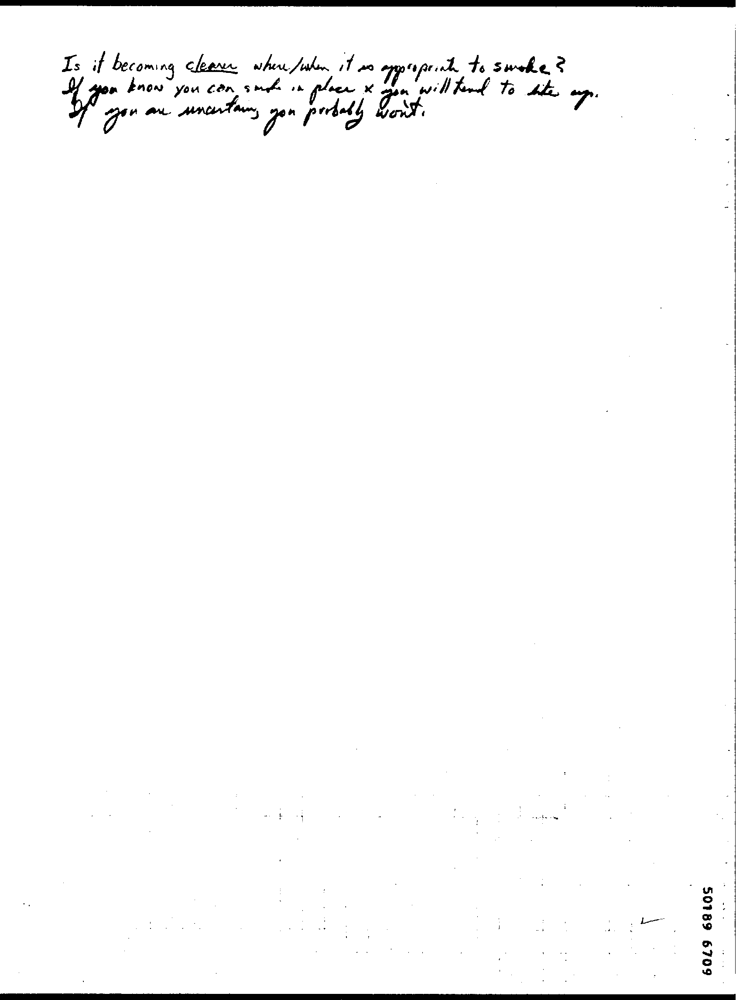 Is it becoming clearer where/when it is appropriate to smoke?
If you know you can smoke in place x you will tend to lite up.
If you are uncertain, you probably won't.
50189 6709